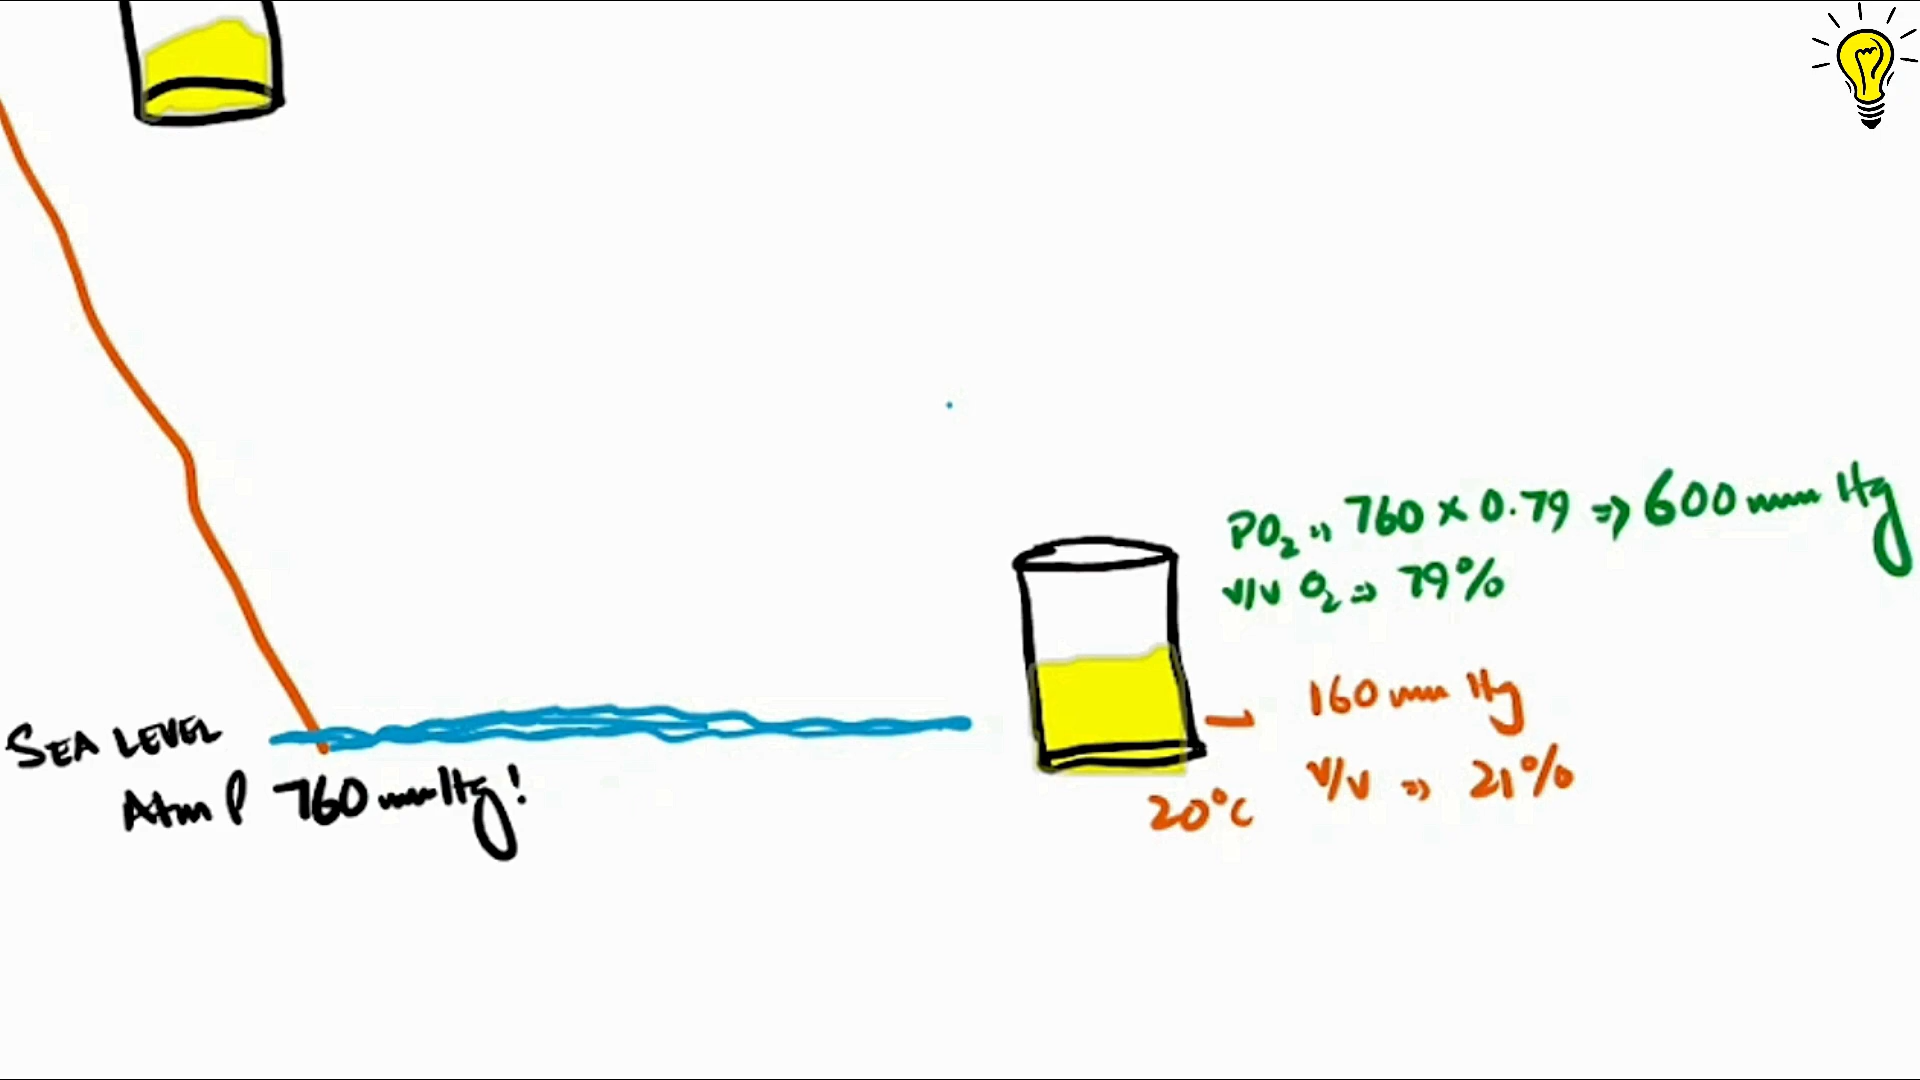 PO₂ => 760 × 0.79 => 600 mm Hg
V/V O₂ => 79%
160 mm Hg
V/V => 21%
20°C
SEA LEVEL
Atm P 760 mmHg!